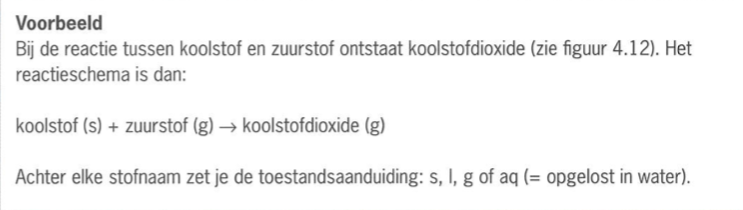 Voorbeeld
Bij de reactie tussen koolstof en zuurstof ontstaat koolstofdioxide (zie figuur 4.12). Het
reactieschema is dan:
koolstof (s) + zuurstof (g) → koolstofdioxide (g)
Achter elke stofnaam zet je de toestandsaanduiding: s, l, g of aq (= opgelost in water).